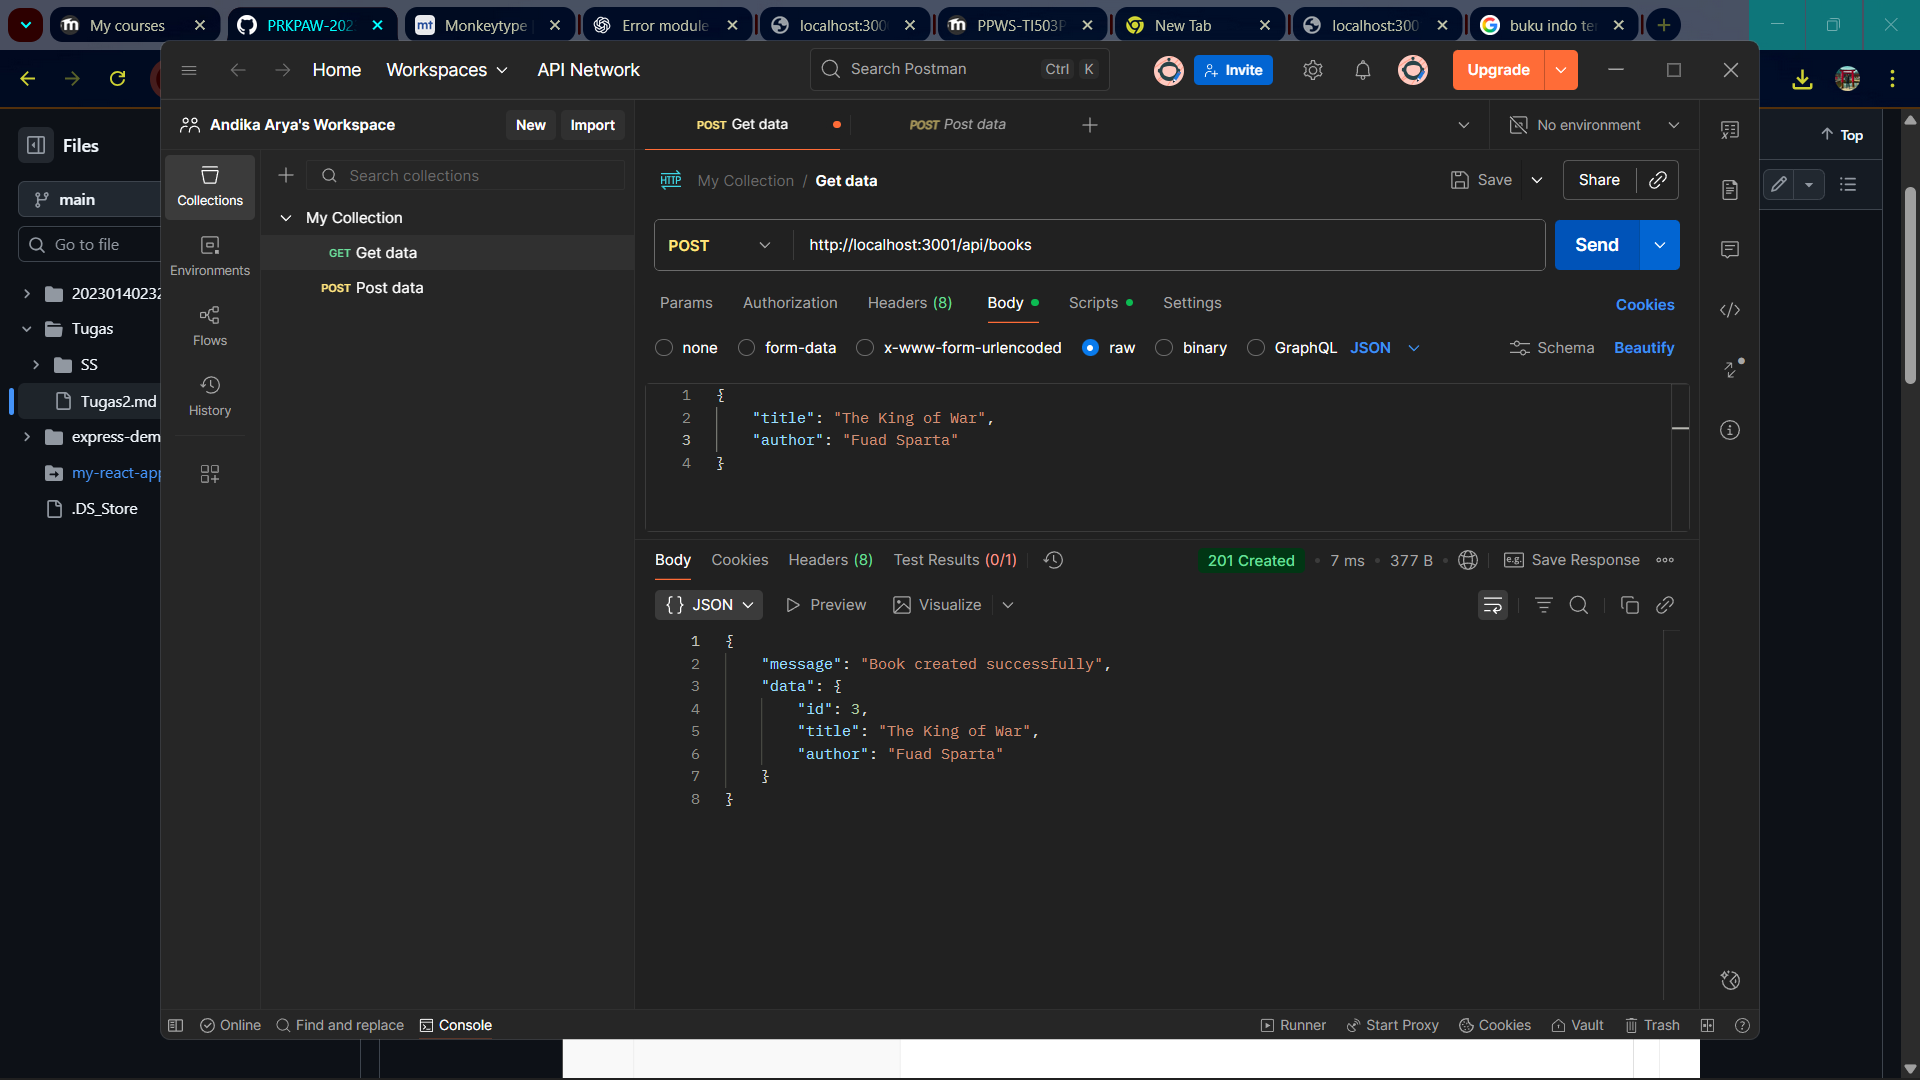 My courses
PRKPAW-202
Monkeytype
Error module
localhost:300
PPWS-TI503P
New Tab
localhost:300
buku indo te
Home
Workspaces
API Network
Search Postman
Ctrl K
Invite
Upgrade
Files
Andika Arya's Workspace
New
Import
POST Get data
POST Post data
No environment
Top
main
Collections
Search collections
My Collection / Get data
Save
Share
Go to file
My Collection
GET Get data
POST Post data
POST
http://localhost:3001/api/books
Send
Environments
2023014023
Tugas
SS
Tugas2.md
express-dem
my-react-app
.DS_Store
Flows
History
Params
Authorization
Headers (8)
Body
Scripts
Settings
Cookies
none
form-data
x-www-form-urlencoded
raw
binary
GraphQL
JSON
Schema
Beautify
1 {
2 "title": "The King of War",
3 "author": "Fuad Sparta"
4 }
Body
Cookies
Headers (8)
Test Results (0/1)
201 Created
7 ms
377 B
e.g. Save Response
{} JSON
Preview
Visualize
1 {
2 "message": "Book created successfully",
3 "data": {
4 "id": 3,
5 "title": "The King of War",
6 "author": "Fuad Sparta"
7 }
8 }
Online
Find and replace
Console
Runner
Start Proxy
Cookies
Vault
Trash